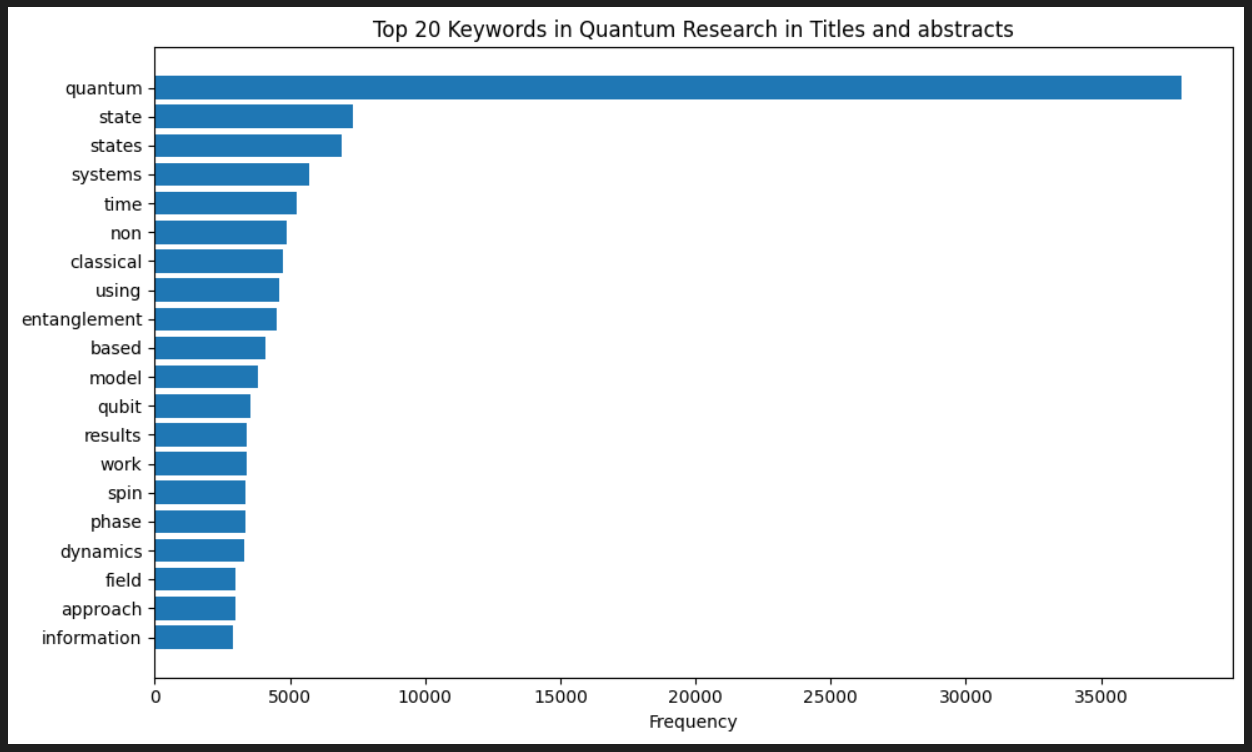 Top 20 Keywords in Quantum Research in Titles and abstracts
quantum
state
states
systems
time
non
classical
using
entanglement
based
model
qubit
results
work
spin
phase
dynamics
field
approach
information
0 5000 10000 15000 20000 25000 30000 35000
Frequency